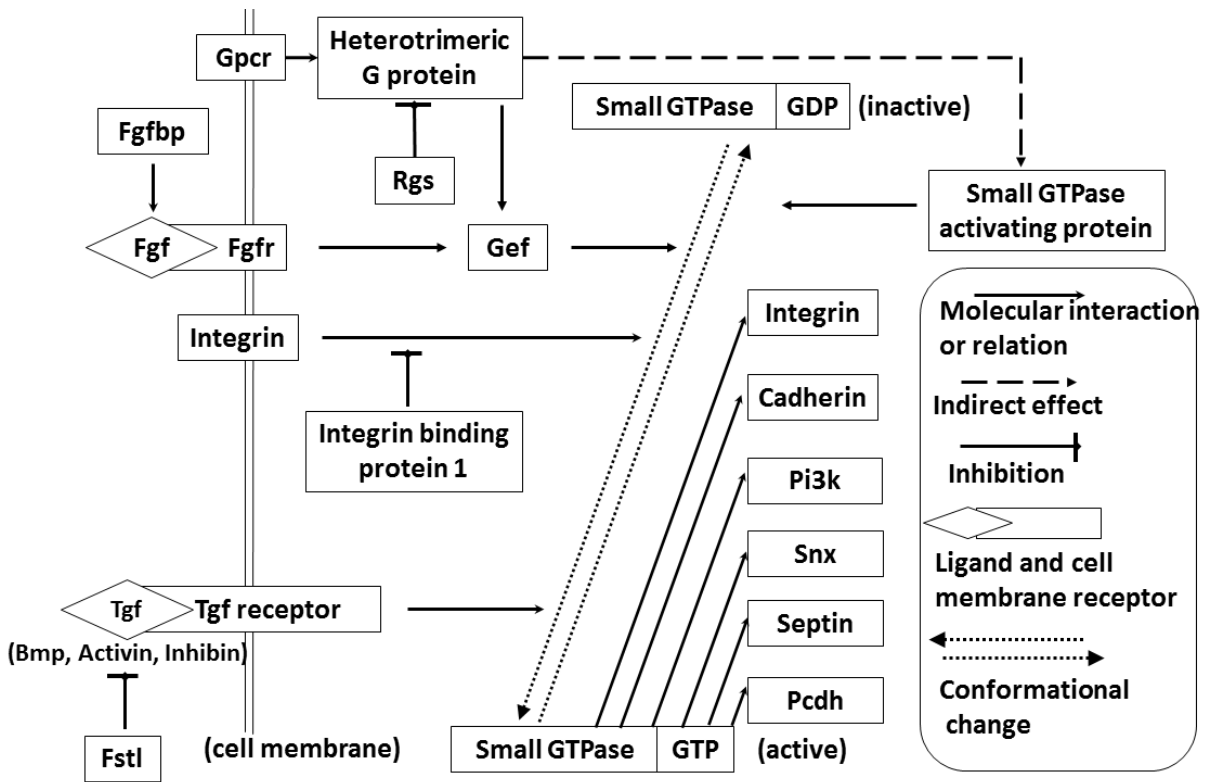 Gpcr
Heterotrimeric
G protein
Small GTPase
GDP
(inactive)
Fgfbp
Rgs
Small GTPase
activating protein
Fgf
Fgfr
Gef
Integrin
Integrin
Molecular interaction
or relation
Cadherin
Indirect effect
Integrin binding
protein 1
Inhibition
Pi3k
Snx
Ligand and cell
membrane receptor
Tgf
Tgf receptor
Septin
(Bmp, Activin, Inhibin)
Pcdh
Conformational
change
Fstl
(cell membrane)
Small GTPase
GTP
(active)